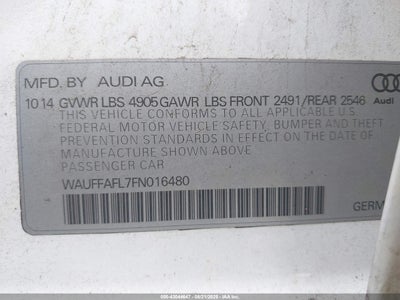 MFD. BY AUDI AG
10 14 GVWR LBS 4905 GAWR LBS FRONT 2491/REAR 2546
THIS VEHICLE CONFORMS TO ALL APPLICABLE U.S.
FEDERAL MOTOR VEHICLE SAFETY, BUMPER AND THEFT
PREVENTION STANDARDS IN EFFECT ON THE DATE OF
MANUFACTURE SHOWN ABOVE
PASSENGER CAR
WAUFFAFL7FN016480
Audi
GERM